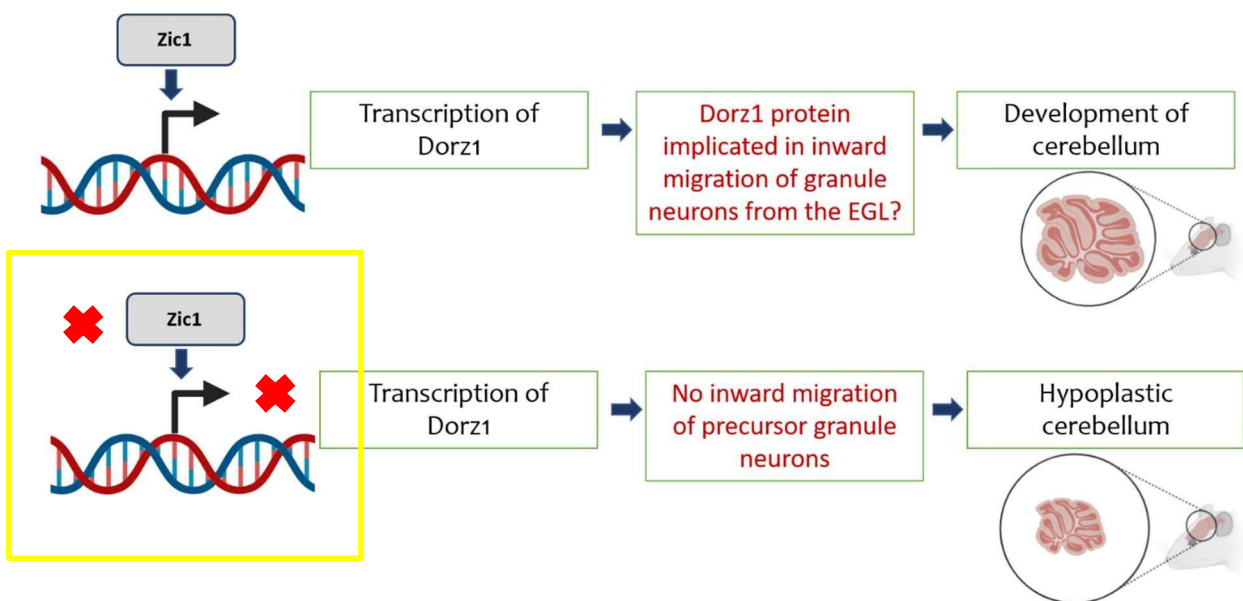 Zic1
Transcription of
Dorz1
Dorz1 protein
implicated in inward
migration of granule
neurons from the EGL?
Development of
cerebellum
Zic1
Transcription of
Dorz1
No inward migration
of precursor granule
neurons
Hypoplastic
cerebellum